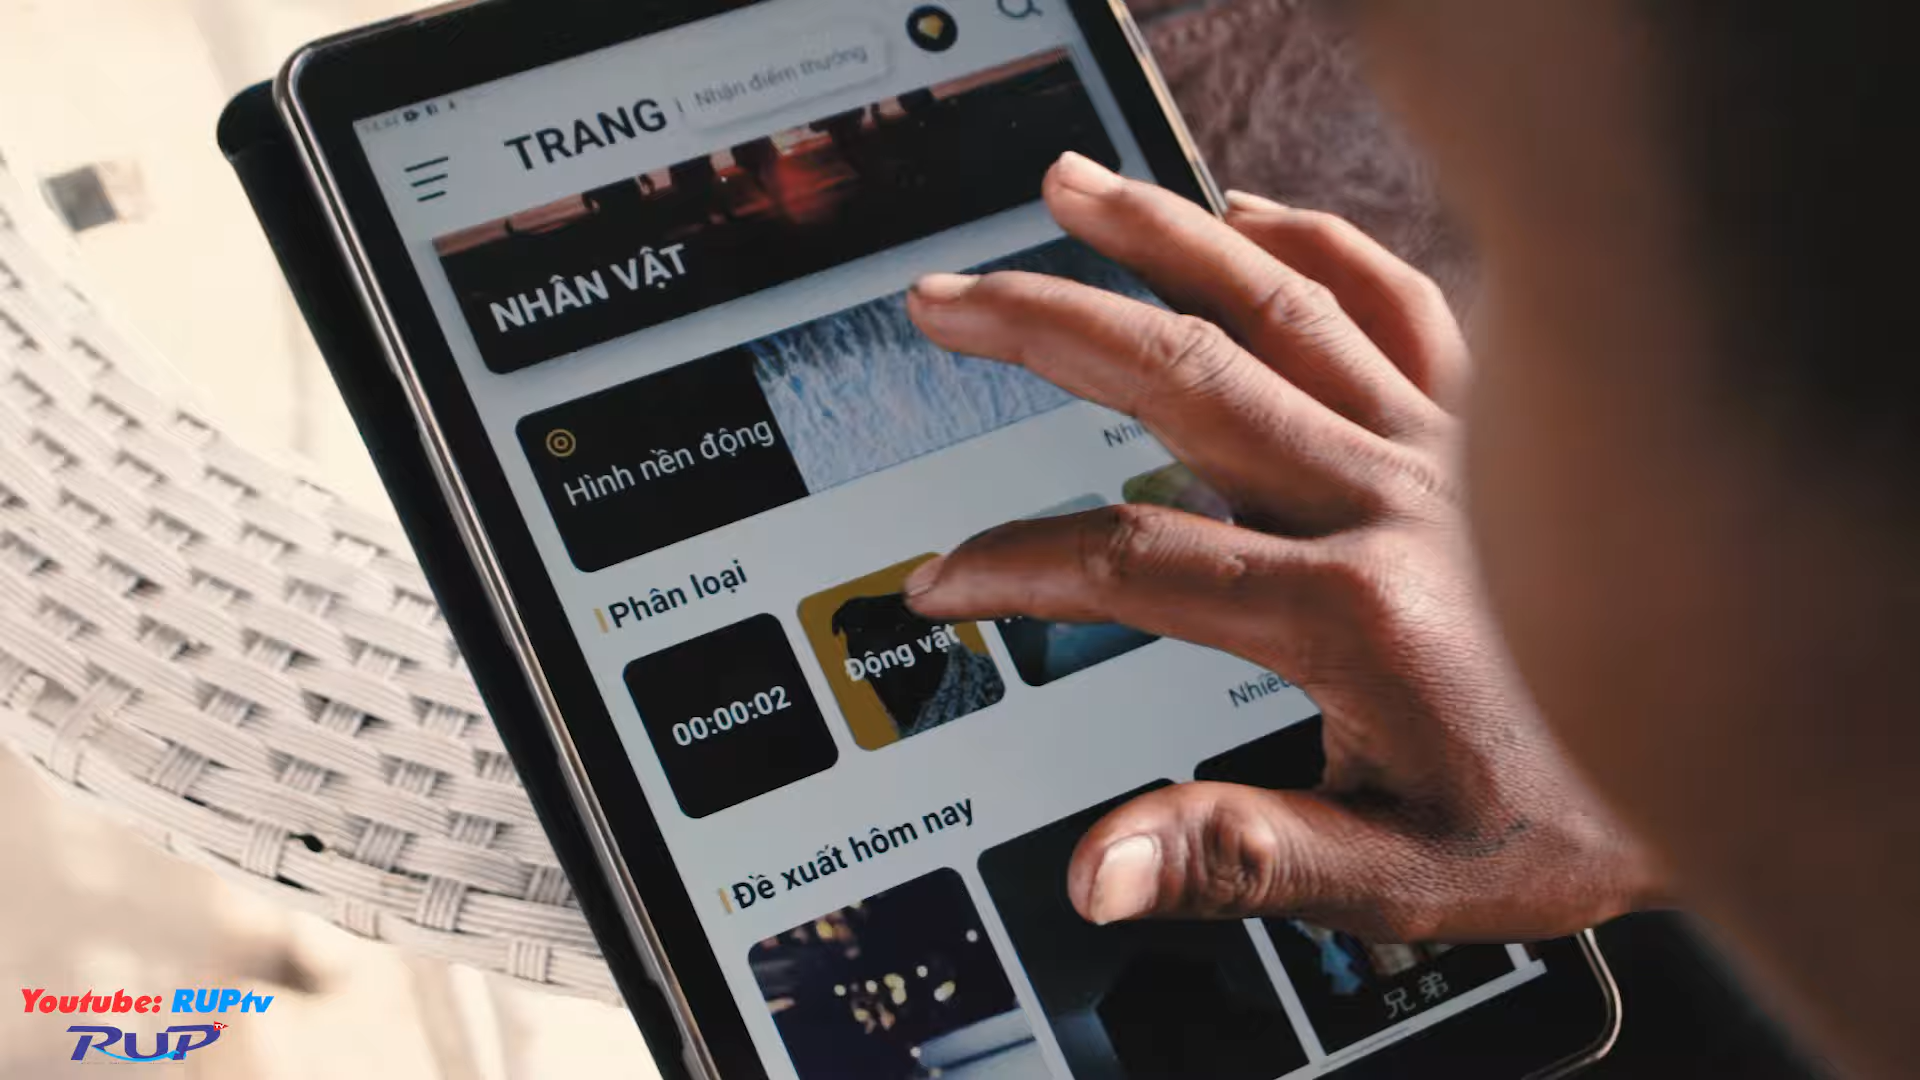 TRANG
Nhận điểm thưởng
NHÂN VẬT
Hình nền động
Phân loại
00:00:02
Động vật
Đề xuất hôm nay
兄弟
Youtube: RUPtv
RUP
TV